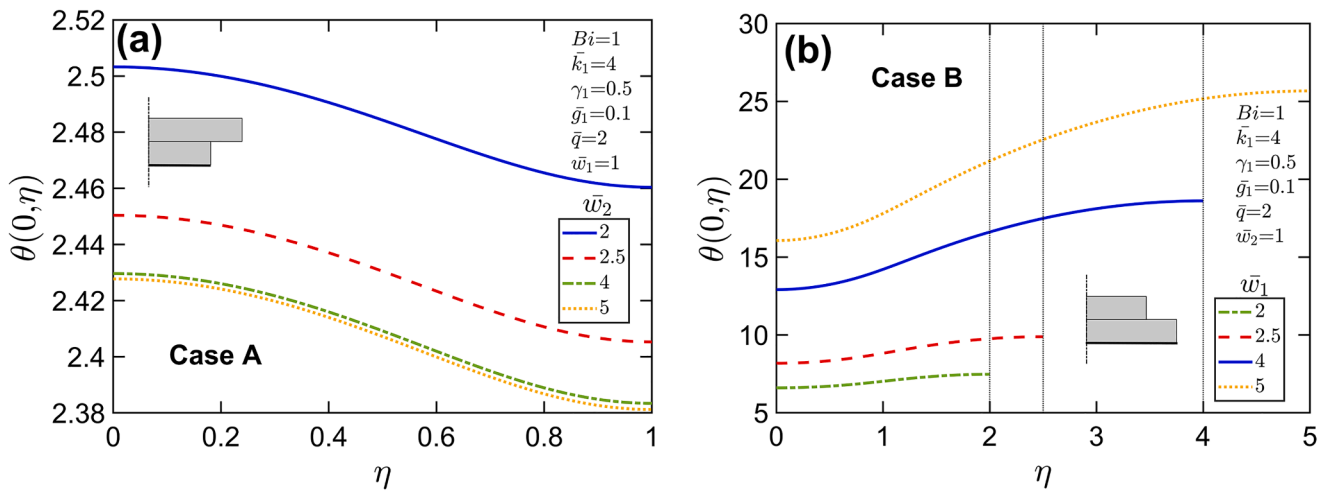 (a)
2.52
2.5
2.48
2.46
2.44
2.42
2.4
2.38
θ(0,η)
Bi=1
k̄₁=4
γ₁=0.5
ḡ₁=0.1
q̄=2
w̄₁=1
w̄₂
2
2.5
4
5
Case A
0 0.2 0.4 0.6 0.8 1
η
(b)
Case B
30
25
20
15
10
5
θ(0,η)
Bi=1
k̄₁=4
γ₁=0.5
ḡ₁=0.1
q̄=2
w̄₂=1
w̄₁
2
2.5
4
5
0 1 2 3 4 5
η